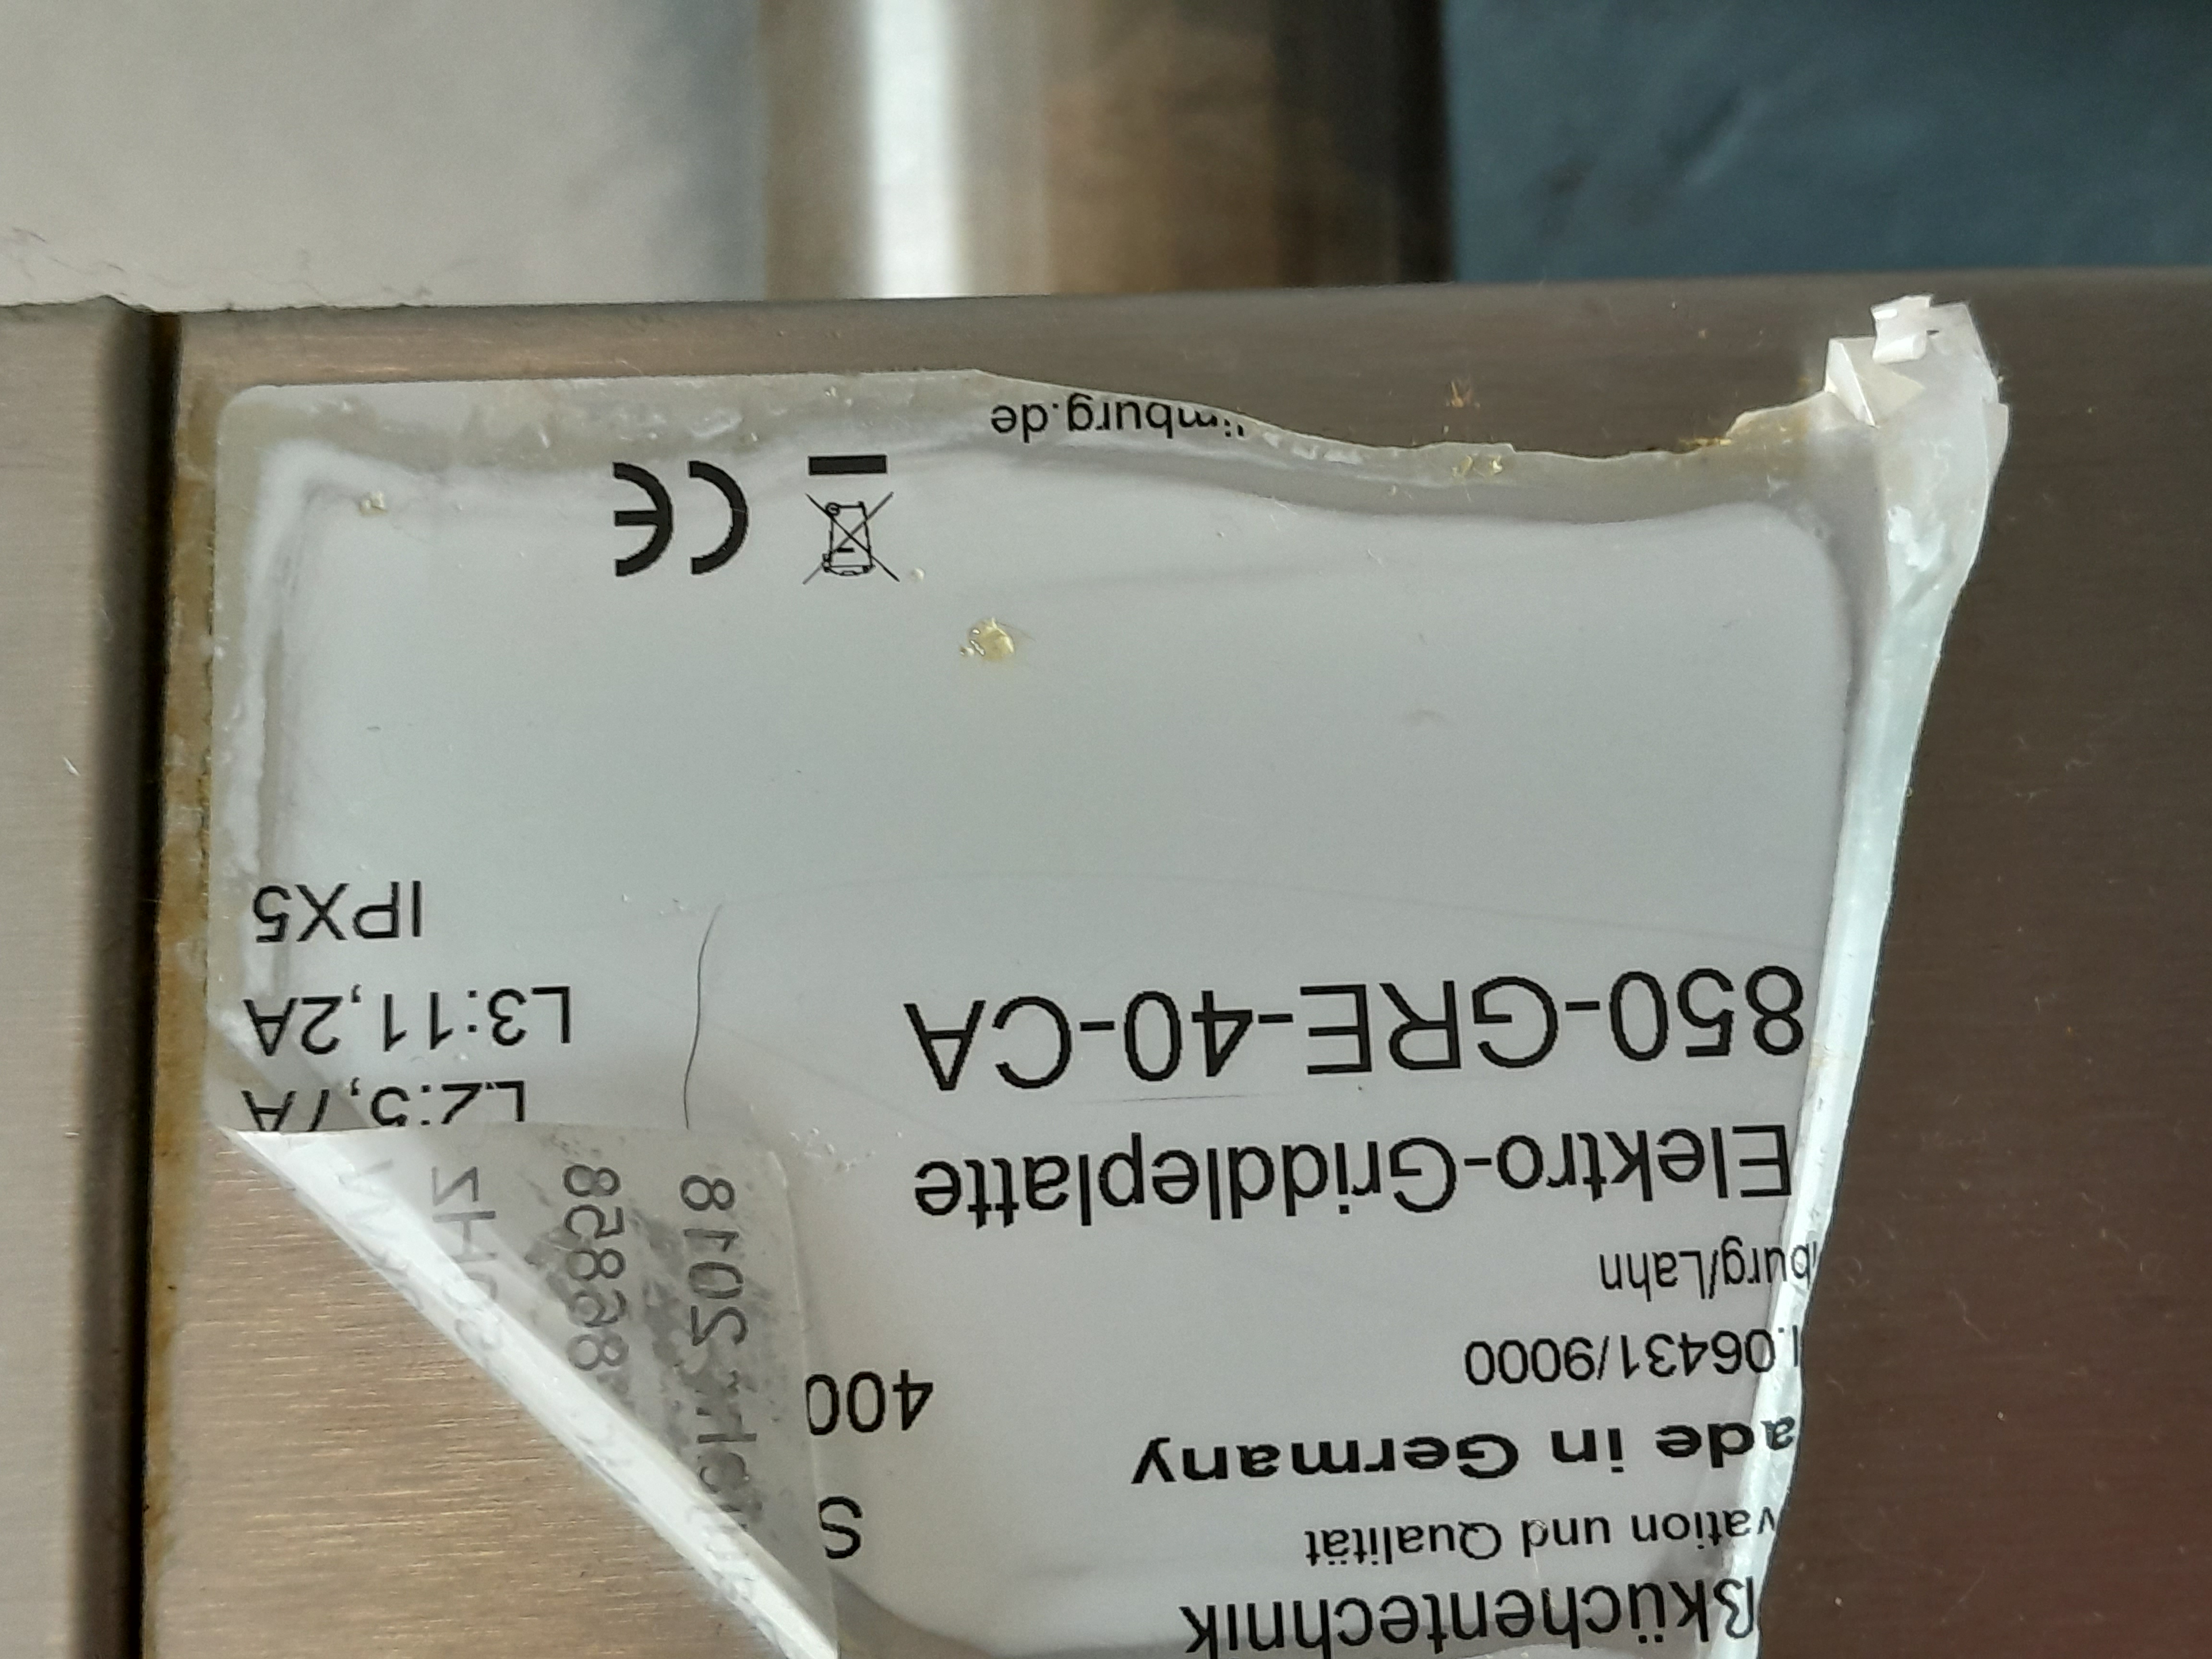 ßküchentechnik
vation und Qualität
ade in Germany
06431/9000
burg/Lahn
Elektro-Griddleplatte
850-GRE-40-CA
S
400
2018
L2:5,7A
L3:11,2A
IPX5
CE
limburg.de